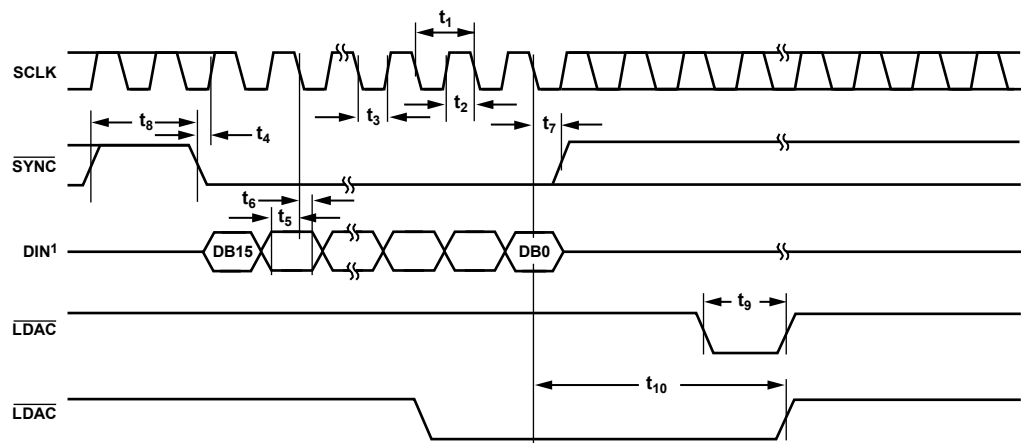 t1
SCLK
t2
t3
t8
t4
t7
SYNC
t6
t5
DIN1
DB15
DB0
t9
LDAC
t10
LDAC